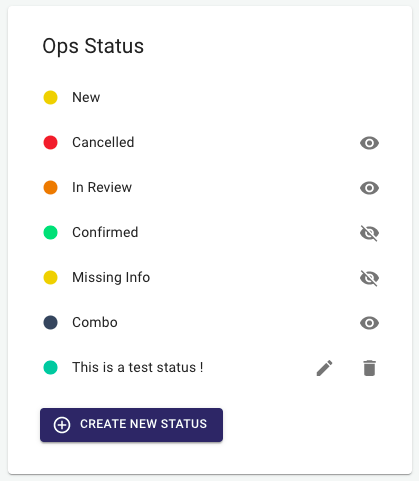 Ops Status
New
Cancelled
In Review
Confirmed
Missing Info
Combo
This is a test status !
CREATE NEW STATUS